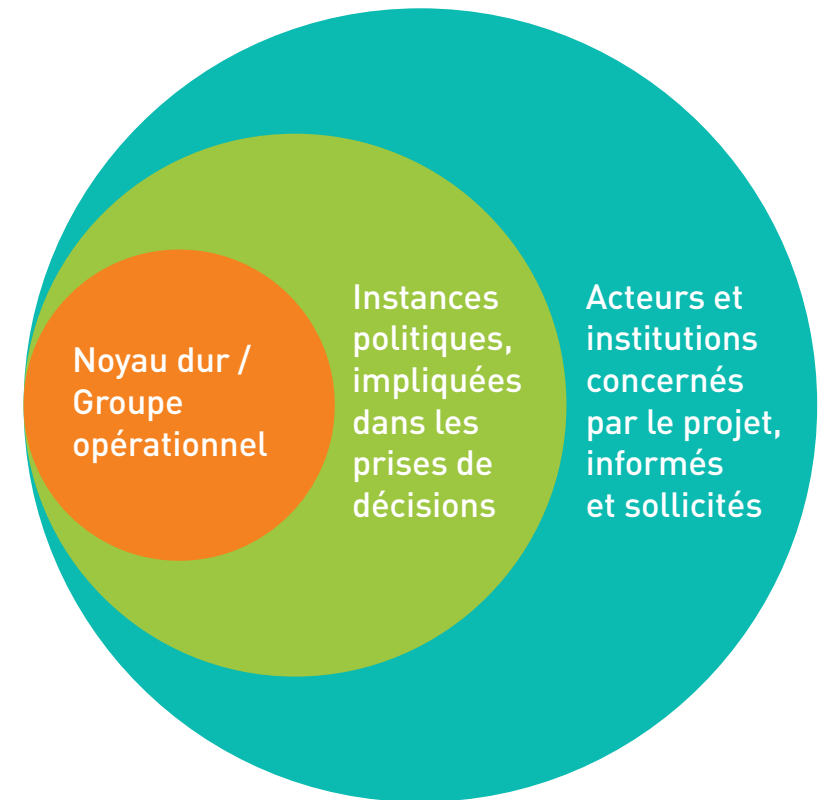 Noyau dur /
Groupe
opérationnel
Instances
politiques,
impliquées
dans les
prises de
décisions
Acteurs et
institutions
concernés
par le projet,
informés
et sollicités